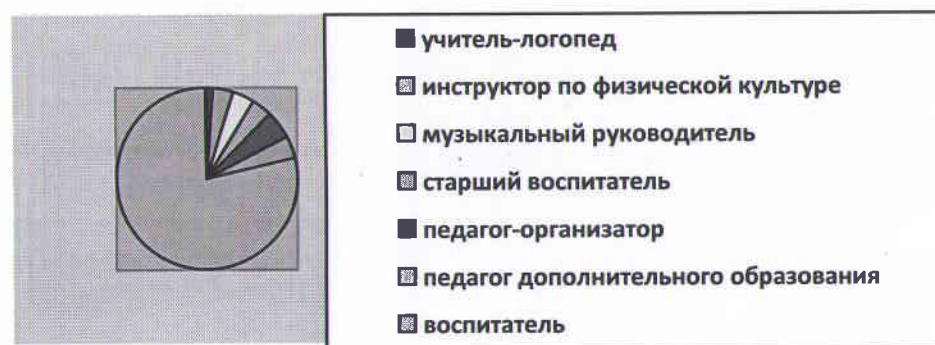 учитель-логопед
инструктор по физической культуре
музыкальный руководитель
старший воспитатель
педагог-организатор
педагог дополнительного образования
воспитатель